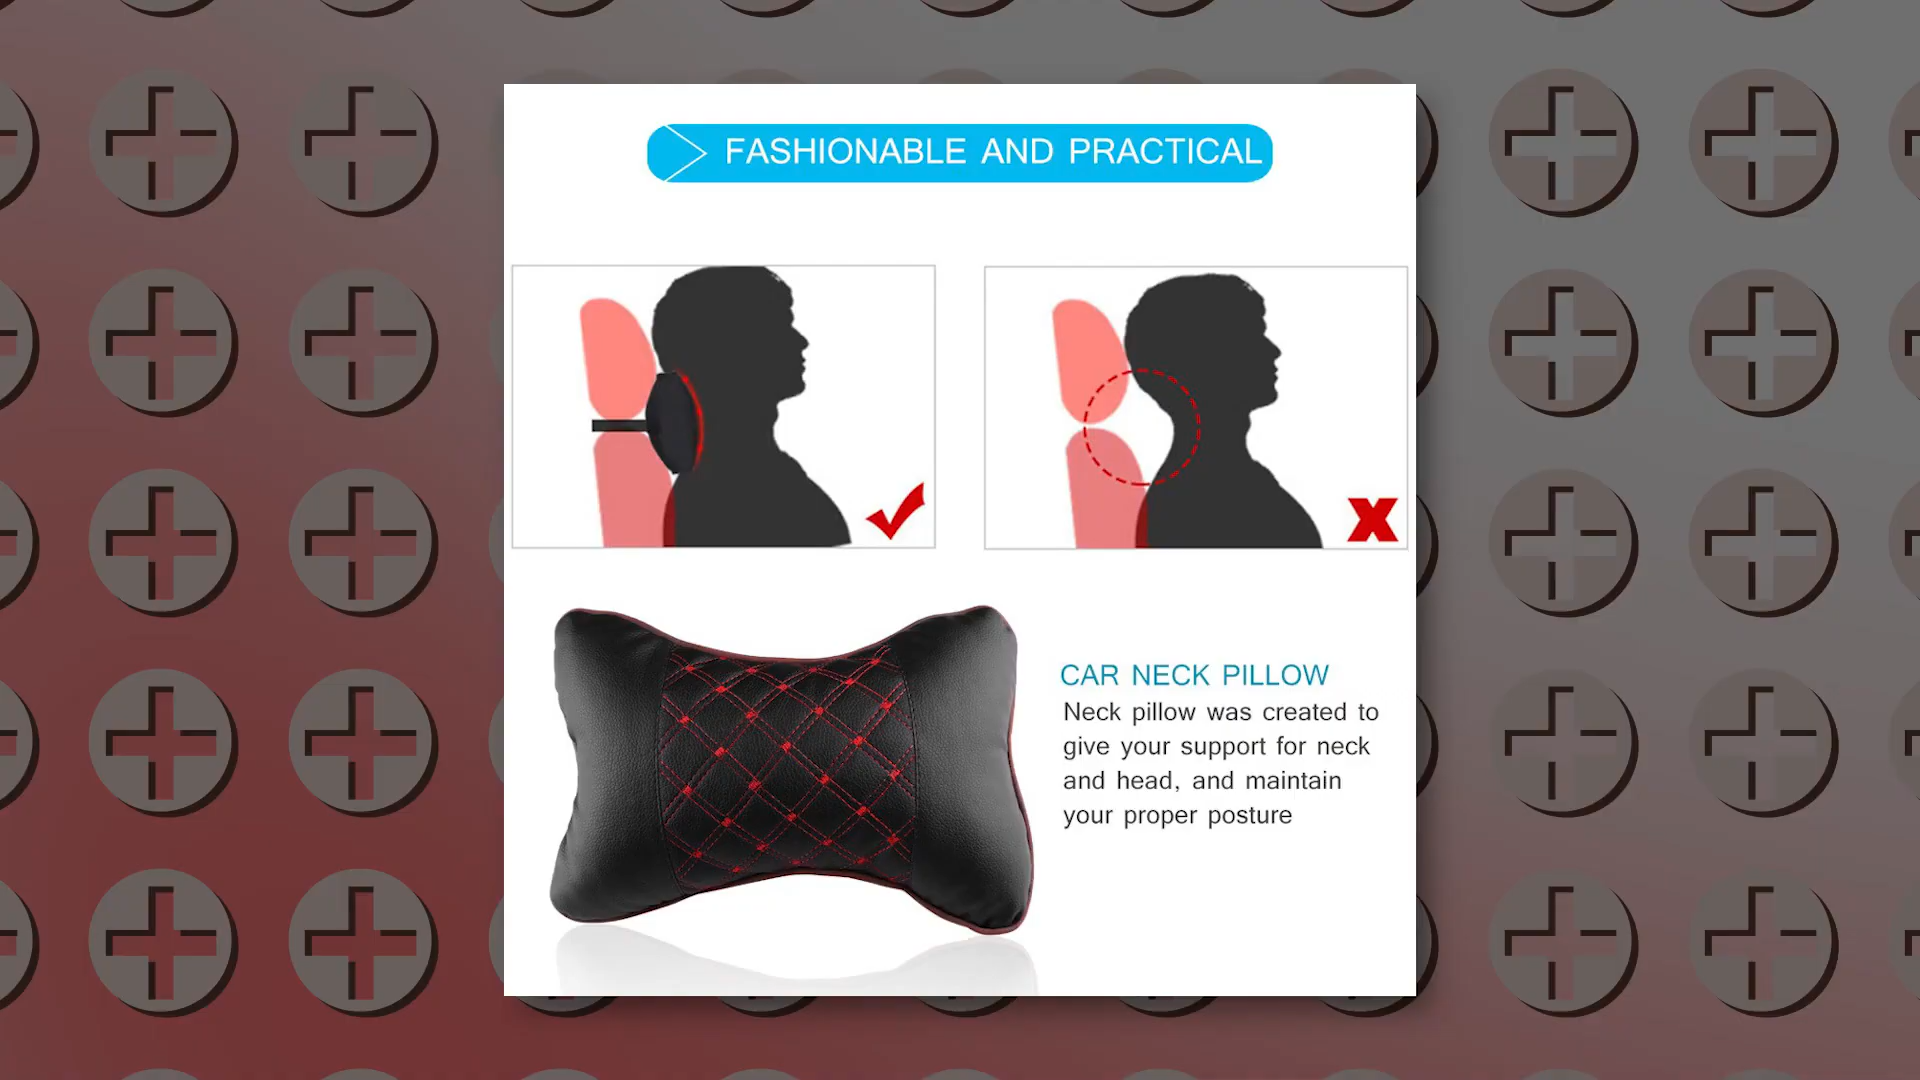 FASHIONABLE AND PRACTICAL
CAR NECK PILLOW
Neck pillow was created to
give your support for neck
and head, and maintain
your proper posture